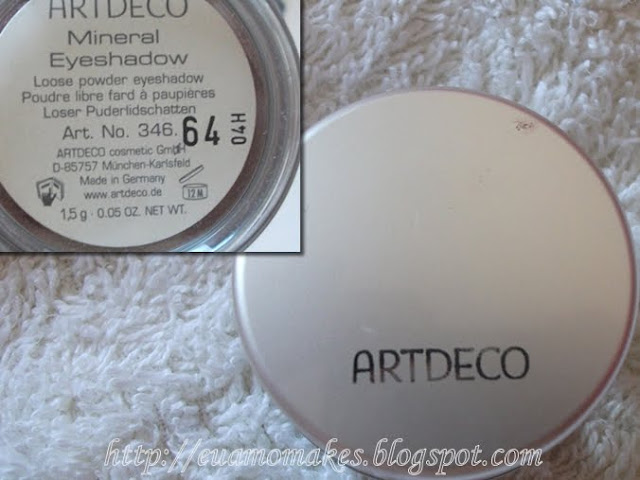 ARTDECO
Mineral
Eyeshadow
Loose powder eyeshadow
Poudre libre fard à paupières
Loser Puderlidschatten
Art. No. 346.64
04H
ARTDECO cosmetic GmbH
D-85757 München-Karlsfeld
Made in Germany
www.artdeco.de
12 M
1,5 g · 0.05 OZ. NET WT.
ARTDECO
http://euamomakes.blogspot.com